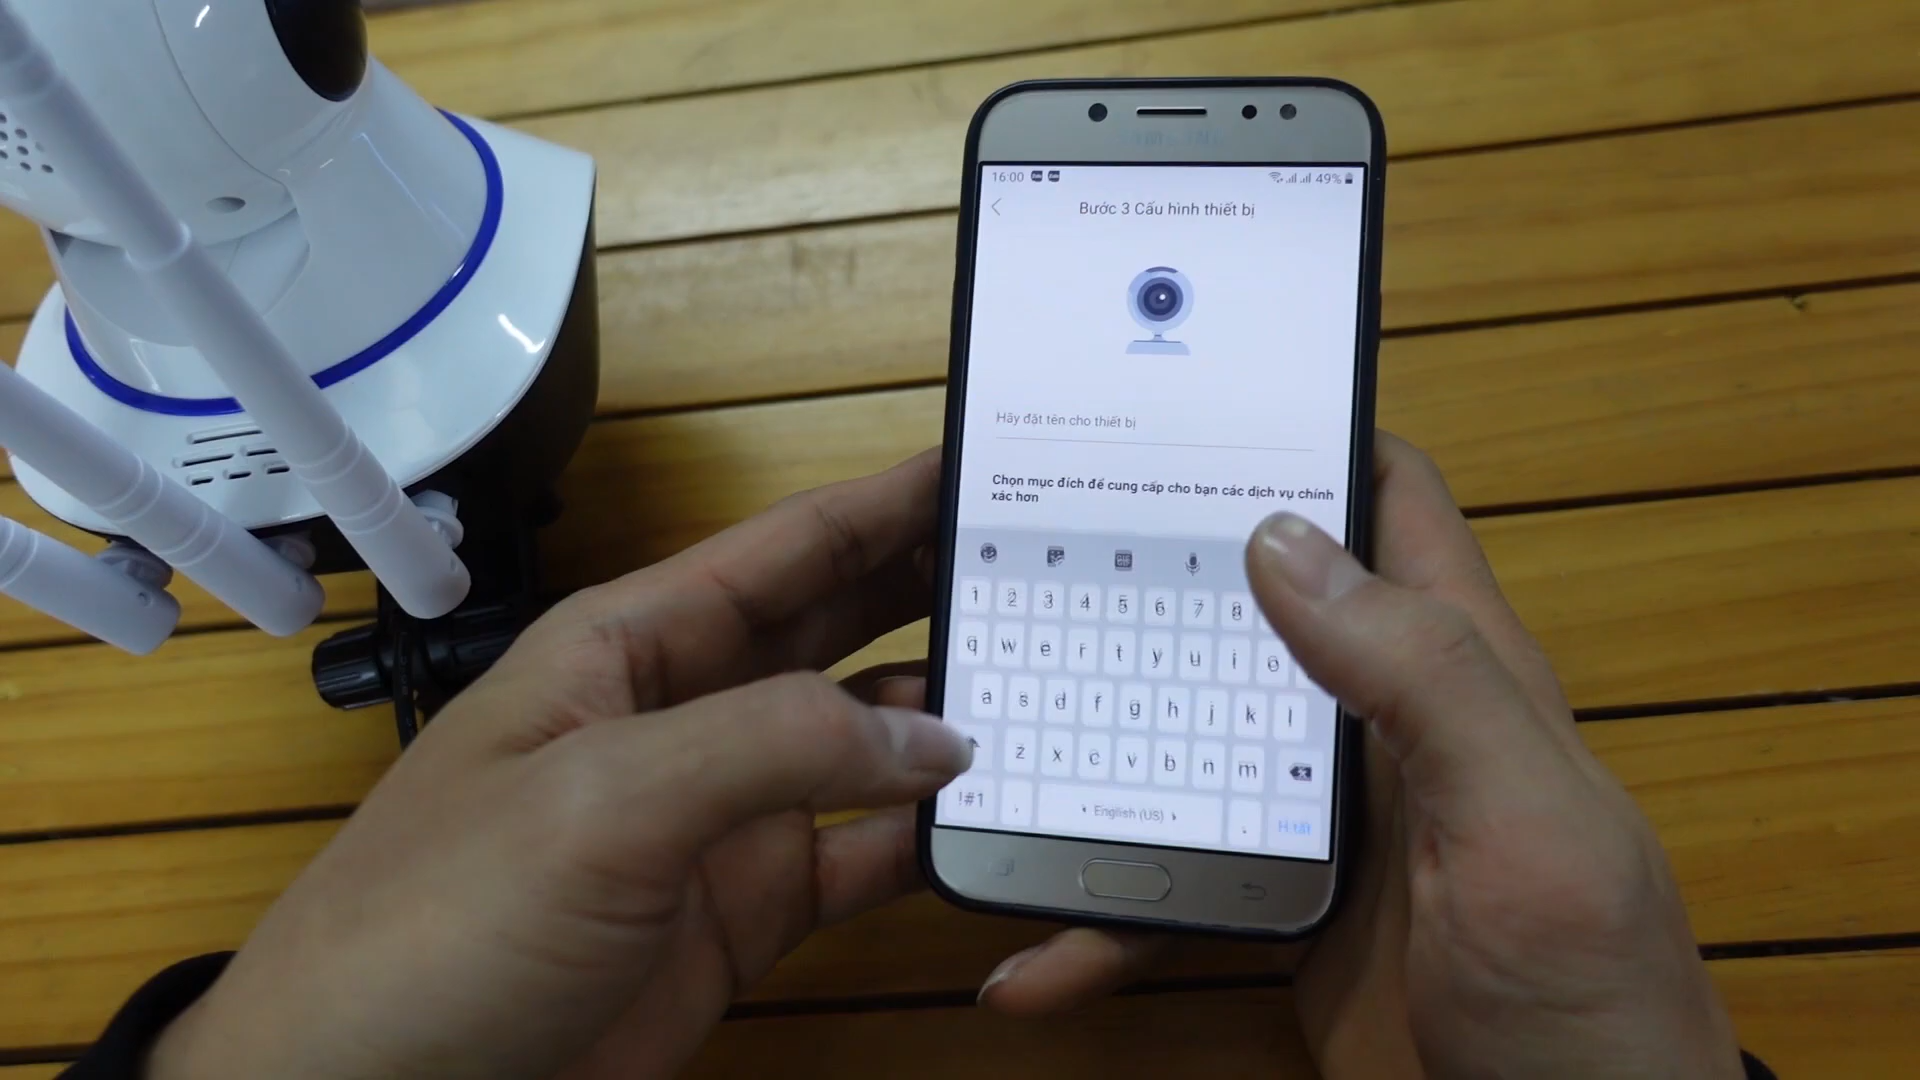 16:00
49%
Bước 3 Cấu hình thiết bị
Hãy đặt tên cho thiết bị
Chọn mục đích để cung cấp cho bạn các dịch vụ chính
xác hơn
1 2 3 4 5 6 7 8
q w e r t y u i o
a s d f g h j k l
z x c v b n m
!#1 , English (US) . H.tất